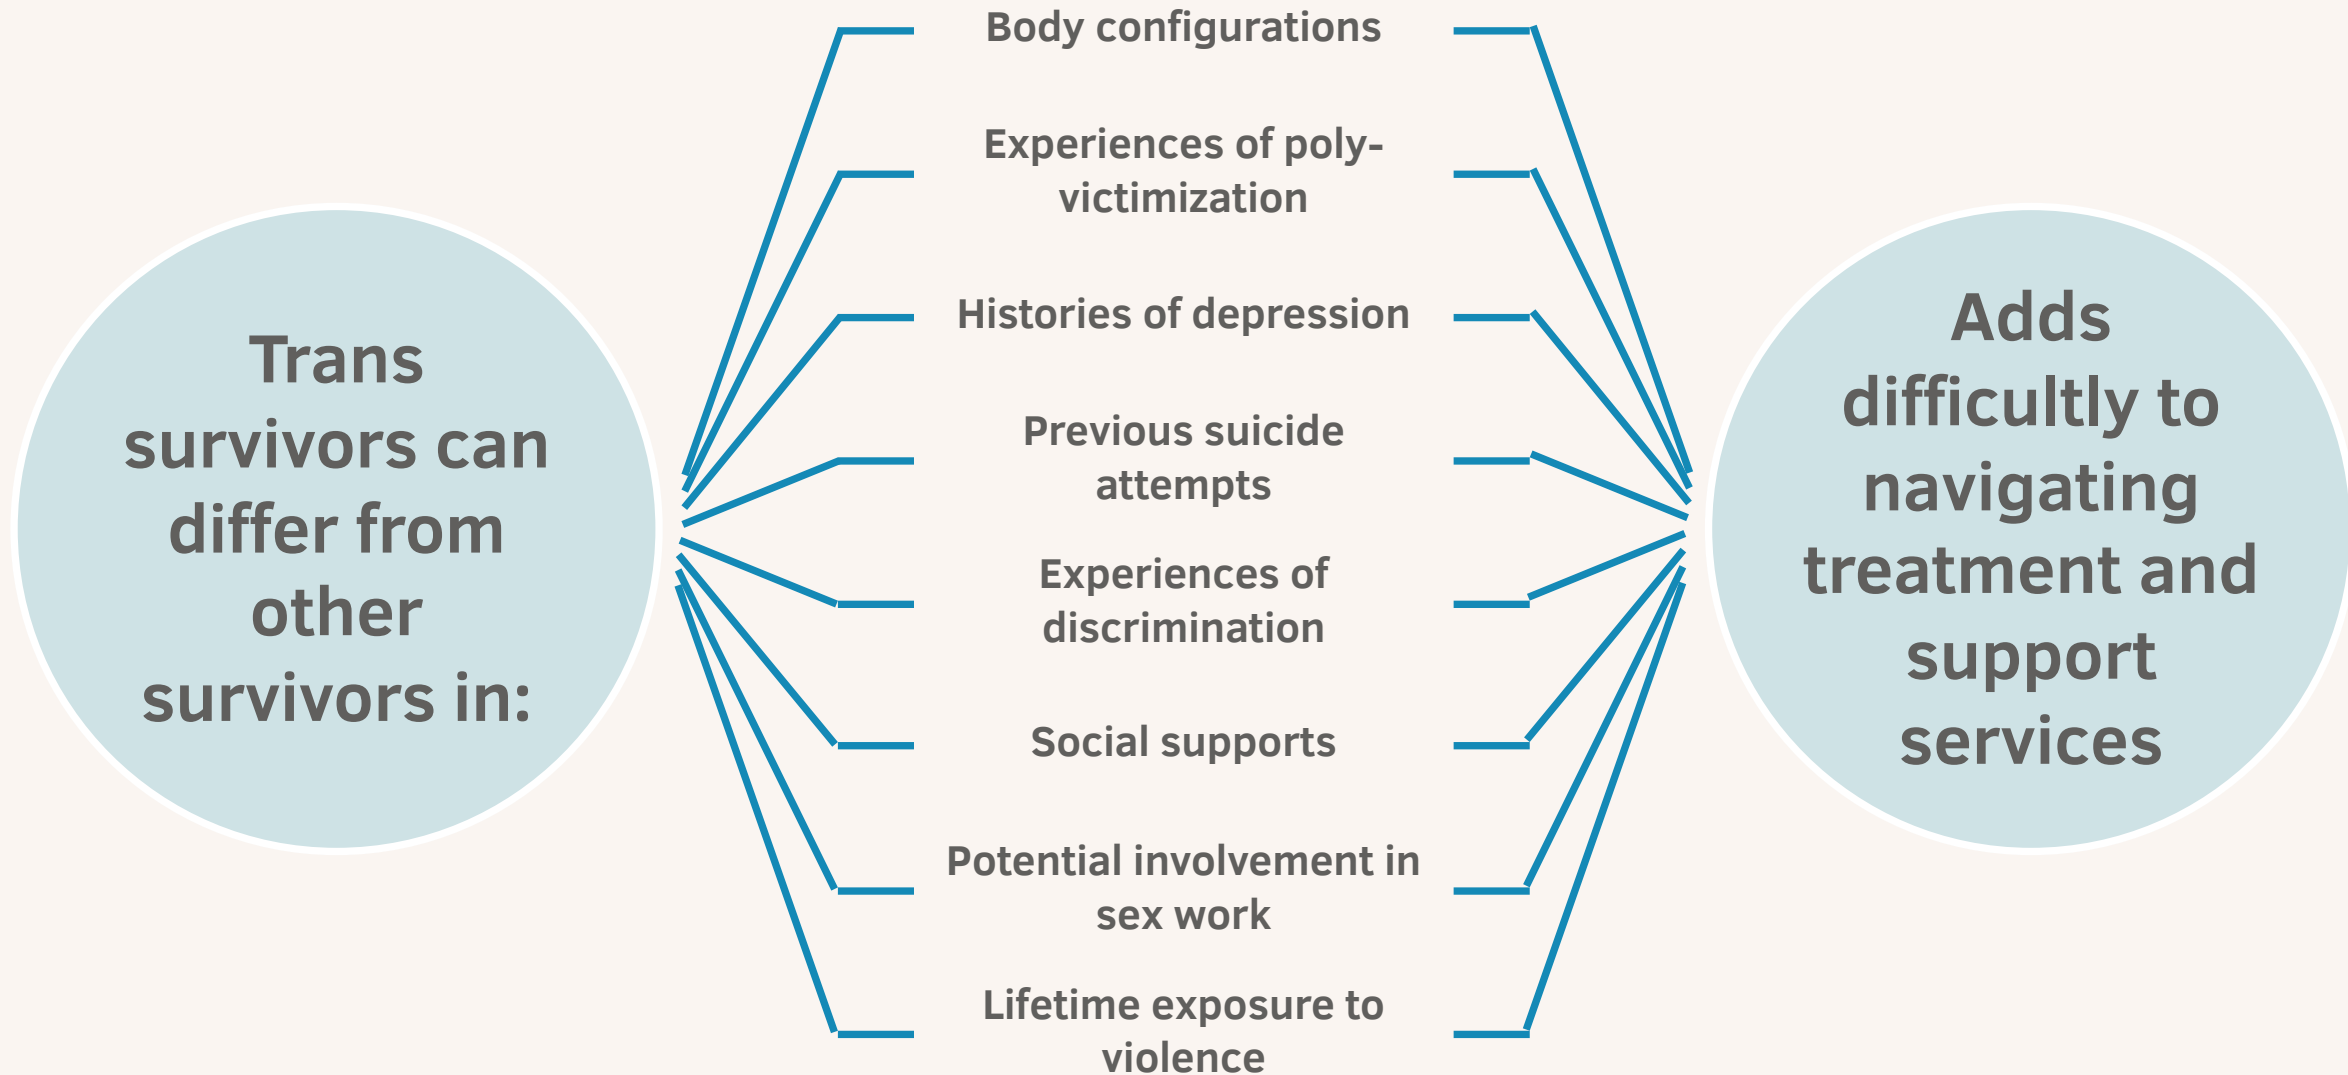 Trans
survivors can
differ from
other
survivors in:
Body configurations
Experiences of poly-
victimization
Histories of depression
Previous suicide
attempts
Experiences of
discrimination
Social supports
Potential involvement in
sex work
Lifetime exposure to
violence
Adds
difficultly to
navigating
treatment and
support
services